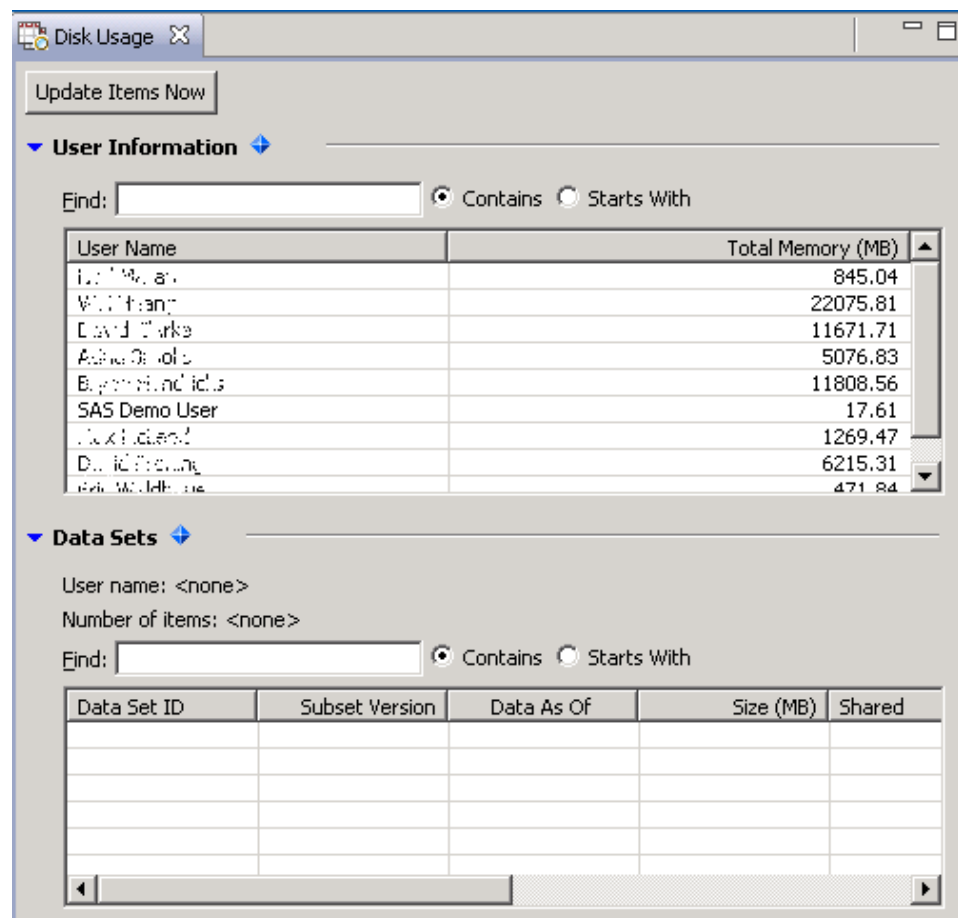 Disk Usage
Update Items Now
User Information
Find: Contains Starts With
User Name Total Memory (MB)
845.04
22075.81
11671.71
5076.83
11808.56
SAS Demo User 17.61
1269.47
6215.31
471.84
Data Sets
User name: <none>
Number of items: <none>
Find: Contains Starts With
Data Set ID Subset Version Data As Of Size (MB) Shared